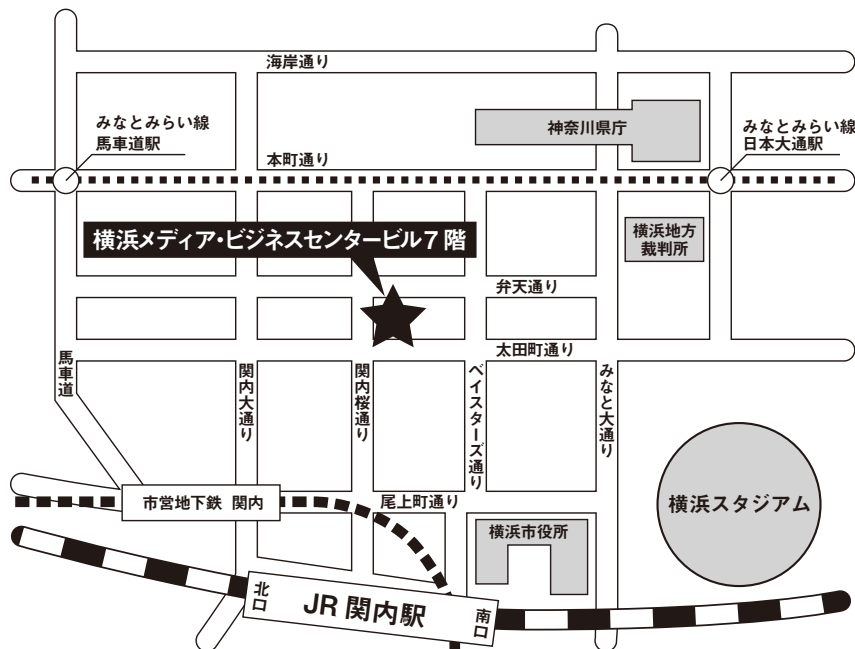 海岸通り
みなとみらい線
馬車道駅
神奈川県庁
みなとみらい線
日本大通駅
本町通り
横浜メディア・ビジネスセンタービル7階
横浜地方
裁判所
弁天通り
太田町通り
馬車道
関内大通り
関内桜通り
ベイスターズ通り
みなと大通り
市営地下鉄 関内
尾上町通り
横浜スタジアム
横浜市役所
北口
JR 関内駅
南口